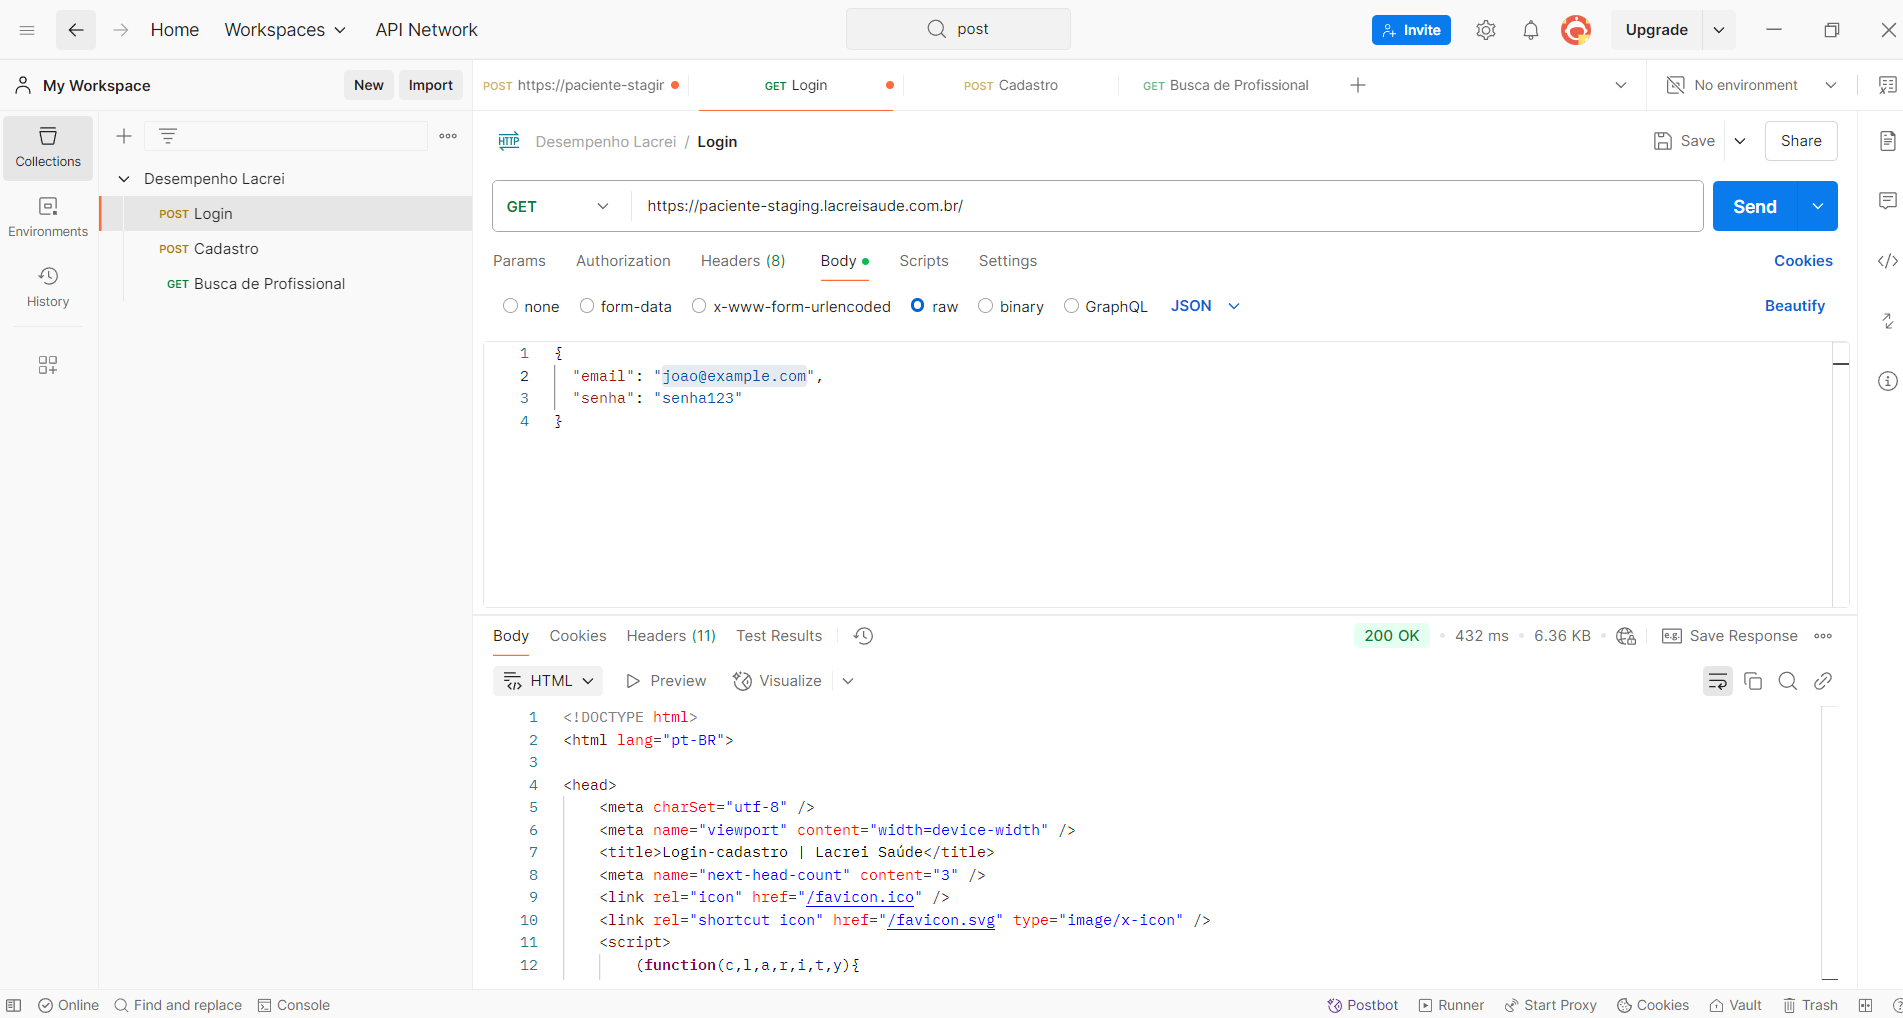 Home Workspaces API Network post Invite Upgrade
My Workspace New Import POST https://paciente-stagir GET Login POST Cadastro GET Busca de Profissional No environment
Collections
Environments
History
Desempenho Lacrei
POST Login
POST Cadastro
GET Busca de Profissional
HTTP Desempenho Lacrei / Login Save Share
GET https://paciente-staging.lacreisaude.com.br/ Send
Params Authorization Headers (8) Body Scripts Settings Cookies
none form-data x-www-form-urlencoded raw binary GraphQL JSON Beautify
1 {
2 "email": "joao@example.com",
3 "senha": "senha123"
4 }
Body Cookies Headers (11) Test Results 200 OK 432 ms 6.36 KB e.g. Save Response
HTML Preview Visualize
1 <!DOCTYPE html>
2 <html lang="pt-BR">
3
4 <head>
5 <meta charSet="utf-8" />
6 <meta name="viewport" content="width=device-width" />
7 <title>Login-cadastro | Lacrei Saúde</title>
8 <meta name="next-head-count" content="3" />
9 <link rel="icon" href="/favicon.ico" />
10 <link rel="shortcut icon" href="/favicon.svg" type="image/x-icon" />
11 <script>
12 (function(c,l,a,r,i,t,y){
Online Find and replace Console Postbot Runner Start Proxy Cookies Vault Trash